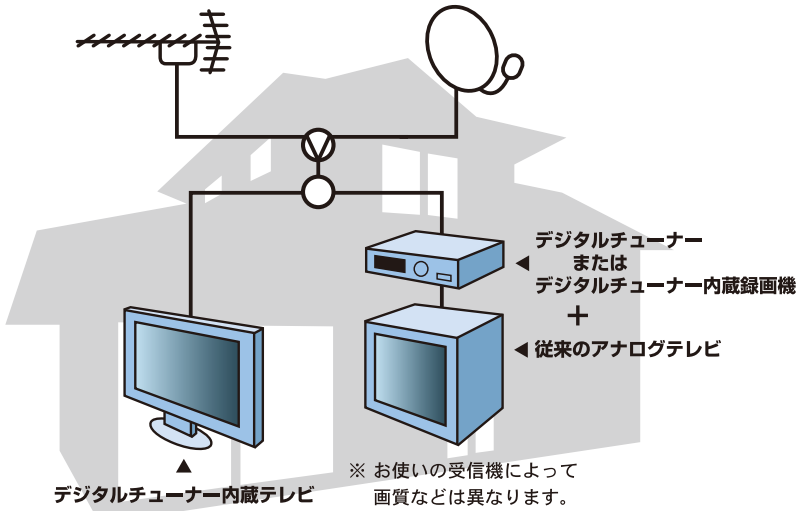 デジタルチューナー
または
デジタルチューナー内蔵録画機
+
従来のアナログテレビ
※ お使いの受信機によって
画質などは異なります。
デジタルチューナー内蔵テレビ